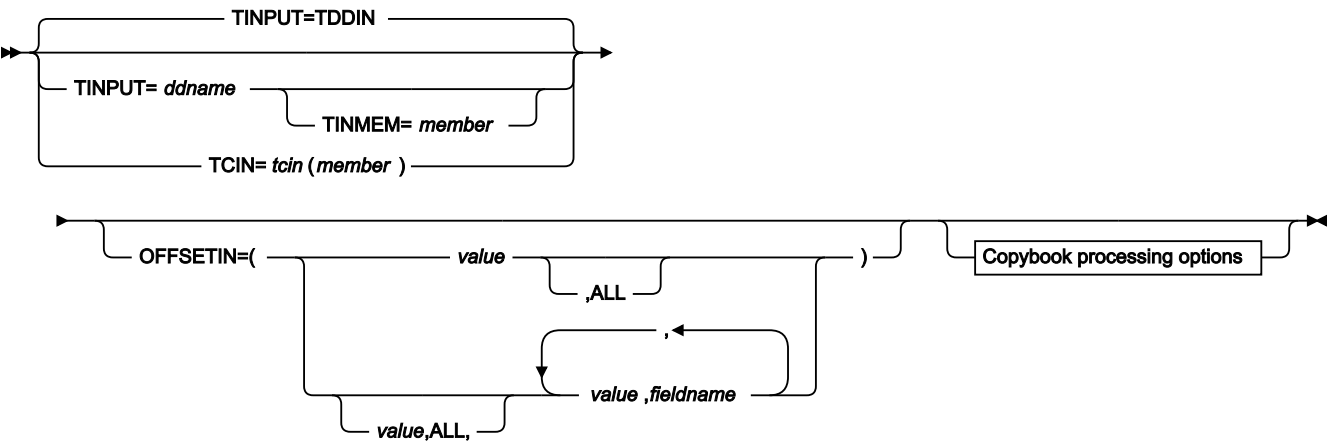 TINPUT=TDDIN
TINPUT= ddname
TINMEM= member
TCIN= tcin (member )
OFFSETIN=( value )
,ALL
Copybook processing options
,
value ,fieldname
value,ALL,